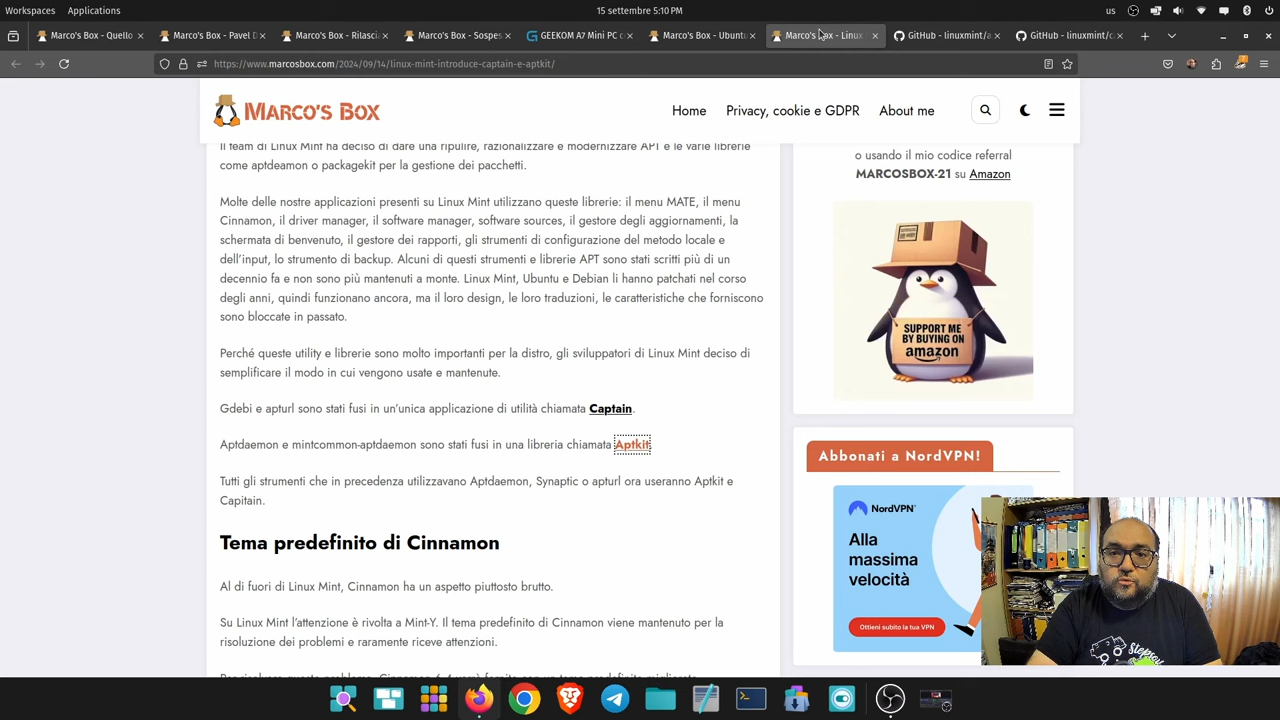 Workspaces Applications 15 settembre 5:10 PM us
Marco's Box - Quello Marco's Box - Pavel D Marco's Box - Rilascia Marco's Box - Sospes GEEKOM A7 Mini PC c Marco's Box - Ubuntu Marco's Box - Linux GitHub - linuxmint/a GitHub - linuxmint/c
https://www.marcosbox.com/2024/09/14/linux-mint-introduce-captain-e-aptkit/
MARCO'S BOX Home Privacy, cookie e GDPR About me
Il team di Linux Mint ha deciso di dare una ripulire, razionalizzare e modernizzare APT e le varie librerie
come aptdeamon o packagekit per la gestione dei pacchetti.
Molte delle nostre applicazioni presenti su Linux Mint utilizzano queste librerie: il menu MATE, il menu
Cinnamon, il driver manager, il software manager, software sources, il gestore degli aggiornamenti, la
schermata di benvenuto, il gestore dei rapporti, gli strumenti di configurazione del metodo locale e
dell'input, lo strumento di backup. Alcuni di questi strumenti e librerie APT sono stati scritti più di un
decennio fa e non sono più mantenuti a monte. Linux Mint, Ubuntu e Debian li hanno patchati nel corso
degli anni, quindi funzionano ancora, ma il loro design, le loro traduzioni, le caratteristiche che forniscono
sono bloccate in passato.
Perché queste utility e librerie sono molto importanti per la distro, gli sviluppatori di Linux Mint deciso di
semplificare il modo in cui vengono usate e mantenute.
Gdebi e apturl sono stati fusi in un'unica applicazione di utilità chiamata Captain.
Aptdaemon e mintcommon-aptdaemon sono stati fusi in una libreria chiamata Aptkit
Tutti gli strumenti che in precedenza utilizzavano Aptdaemon, Synaptic o apturl ora useranno Aptkit e
Capitain.
Tema predefinito di Cinnamon
Al di fuori di Linux Mint, Cinnamon ha un aspetto piuttosto brutto.
Su Linux Mint l'attenzione è rivolta a Mint-Y. Il tema predefinito di Cinnamon viene mantenuto per la
risoluzione dei problemi e raramente riceve attenzioni.
o usando il mio codice referral
MARCOSBOX-21 su Amazon
SUPPORT ME
BY BUYING ON
amazon
Abbonati a NordVPN!
NordVPN
Alla
massima
velocità
Ottieni subito la tua VPN